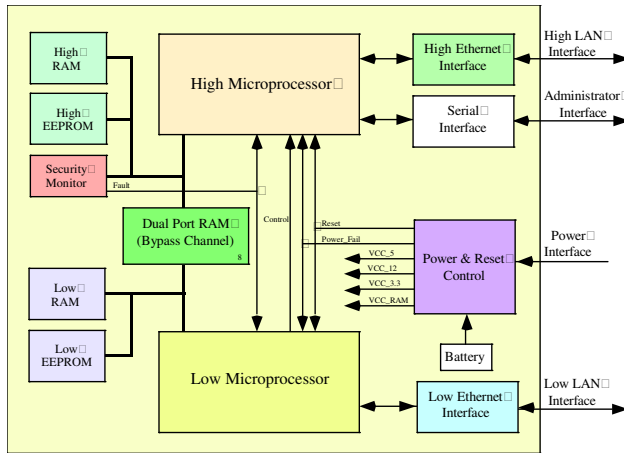 High
RAM
High
EEPROM
Security
Monitor
High Microprocessor
High Ethernet
Interface
High LAN
Interface
Serial
Interface
Administrator
Interface
Fault
Control
Reset
Power_Fail
Dual Port RAM
(Bypass Channel)
8
VCC_5
VCC_12
VCC_3.3
VCC_RAM
Power & Reset
Control
Power
Interface
Low
RAM
Low
EEPROM
Battery
Low Microprocessor
Low Ethernet
Interface
Low LAN
Interface